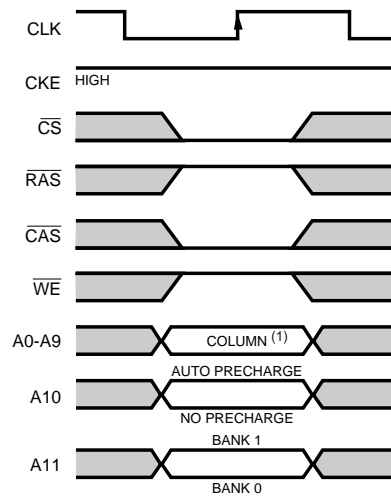 CLK
CKE HIGH
CS
RAS
CAS
WE
A0-A9 COLUMN (1)
AUTO PRECHARGE
A10
NO PRECHARGE
BANK 1
A11
BANK 0